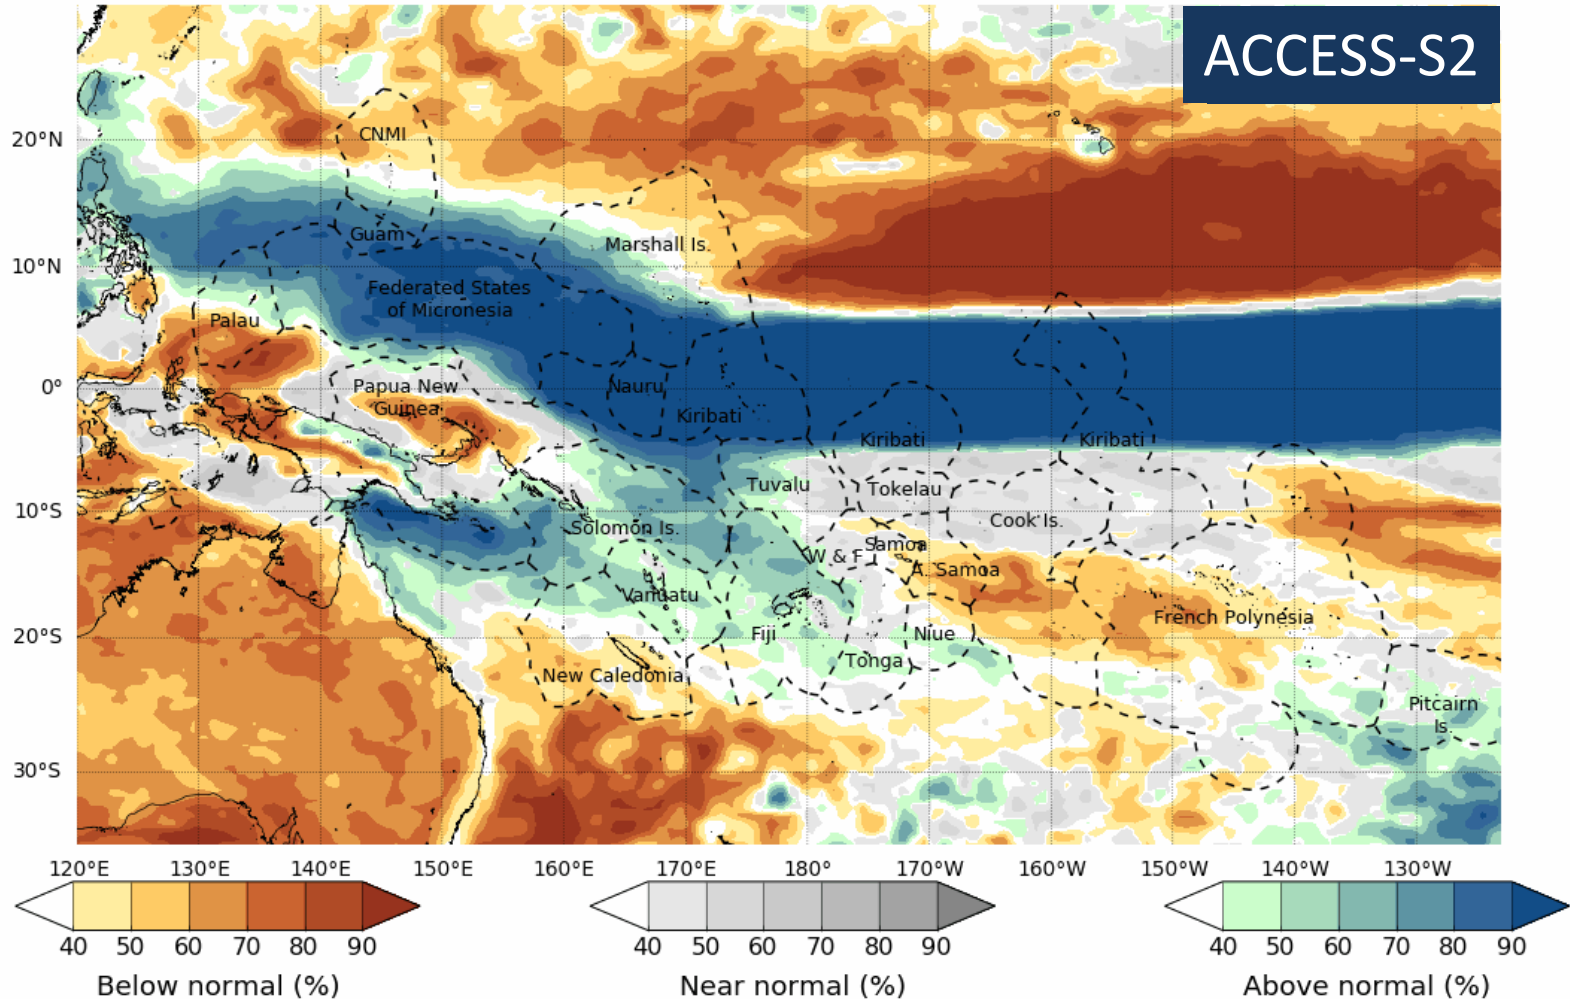 ACCESS-S2
20°N
10°N
0°
10°S
20°S
30°S
CNMI
Guam
Marshall Is.
Federated States
of Micronesia
Palau
Papua New
Guinea
Nauru
Kiribati
Kiribati
Kiribati
Tuvalu
Tokelau
Cook Is.
Solomon Is.
W & F
Samoa
A. Samoa
Vanuatu
French Polynesia
Fiji
Niue
Tonga
New Caledonia
Pitcairn
Is.
120°E 130°E 140°E 150°E 160°E 170°E 180° 170°W 160°W 150°W 140°W 130°W
40 50 60 70 80 90
Below normal (%)
40 50 60 70 80 90
Near normal (%)
40 50 60 70 80 90
Above normal (%)